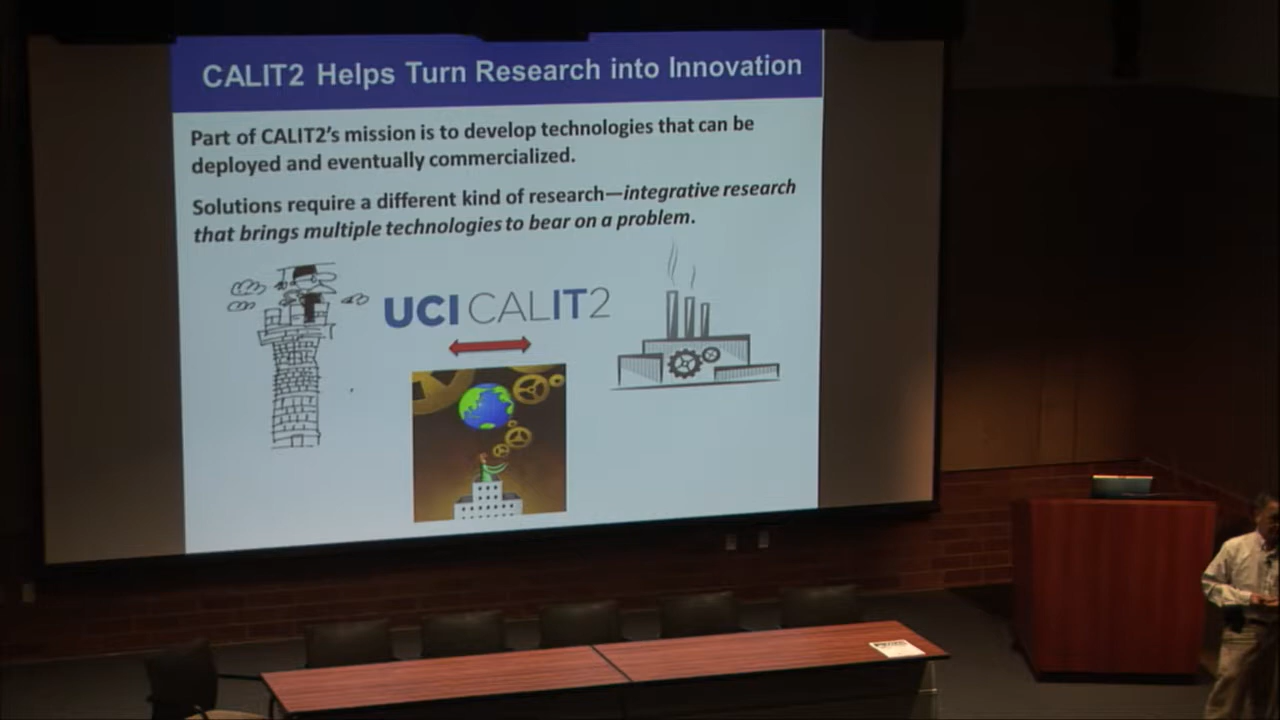 CALIT2 Helps Turn Research into Innovation
Part of CALIT2's mission is to develop technologies that can be
deployed and eventually commercialized.
Solutions require a different kind of research—integrative research
that brings multiple technologies to bear on a problem.
UCI CALIT2